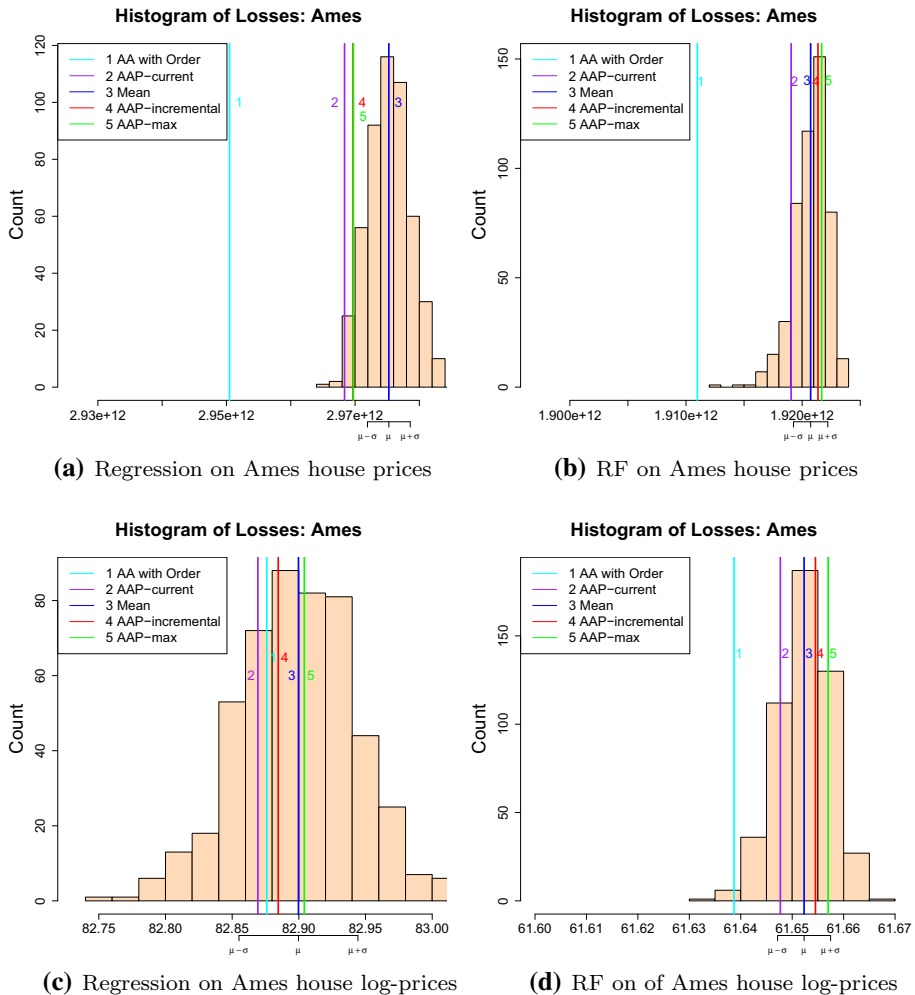 Histogram of Losses: Ames
1 AA with Order
2 AAP−current
3 Mean
4 AAP−incremental
5 AAP−max
Count
0 20 40 60 80 100 120
1 2 4 5 3
2.93e+12 2.95e+12 2.97e+12
μ−σ μ μ+σ
(a) Regression on Ames house prices
Histogram of Losses: Ames
1 AA with Order
2 AAP−current
3 Mean
4 AAP−incremental
5 AAP−max
Count
0 50 100 150
1 2 3 4 5
1.900e+12 1.910e+12 1.920e+12
μ−σ μ μ+σ
(b) RF on Ames house prices
Histogram of Losses: Ames
1 AA with Order
2 AAP−current
3 Mean
4 AAP−incremental
5 AAP−max
Count
0 20 40 60 80
2 1 4 3 5
82.75 82.80 82.85 82.90 82.95 83.00
μ−σ μ μ+σ
(c) Regression on Ames house log-prices
Histogram of Losses: Ames
1 AA with Order
2 AAP−current
3 Mean
4 AAP−incremental
5 AAP−max
Count
0 50 100 150
1 2 3 4 5
61.60 61.61 61.62 61.63 61.64 61.65 61.66 61.67
μ−σ μ μ+σ
(d) RF on of Ames house log-prices